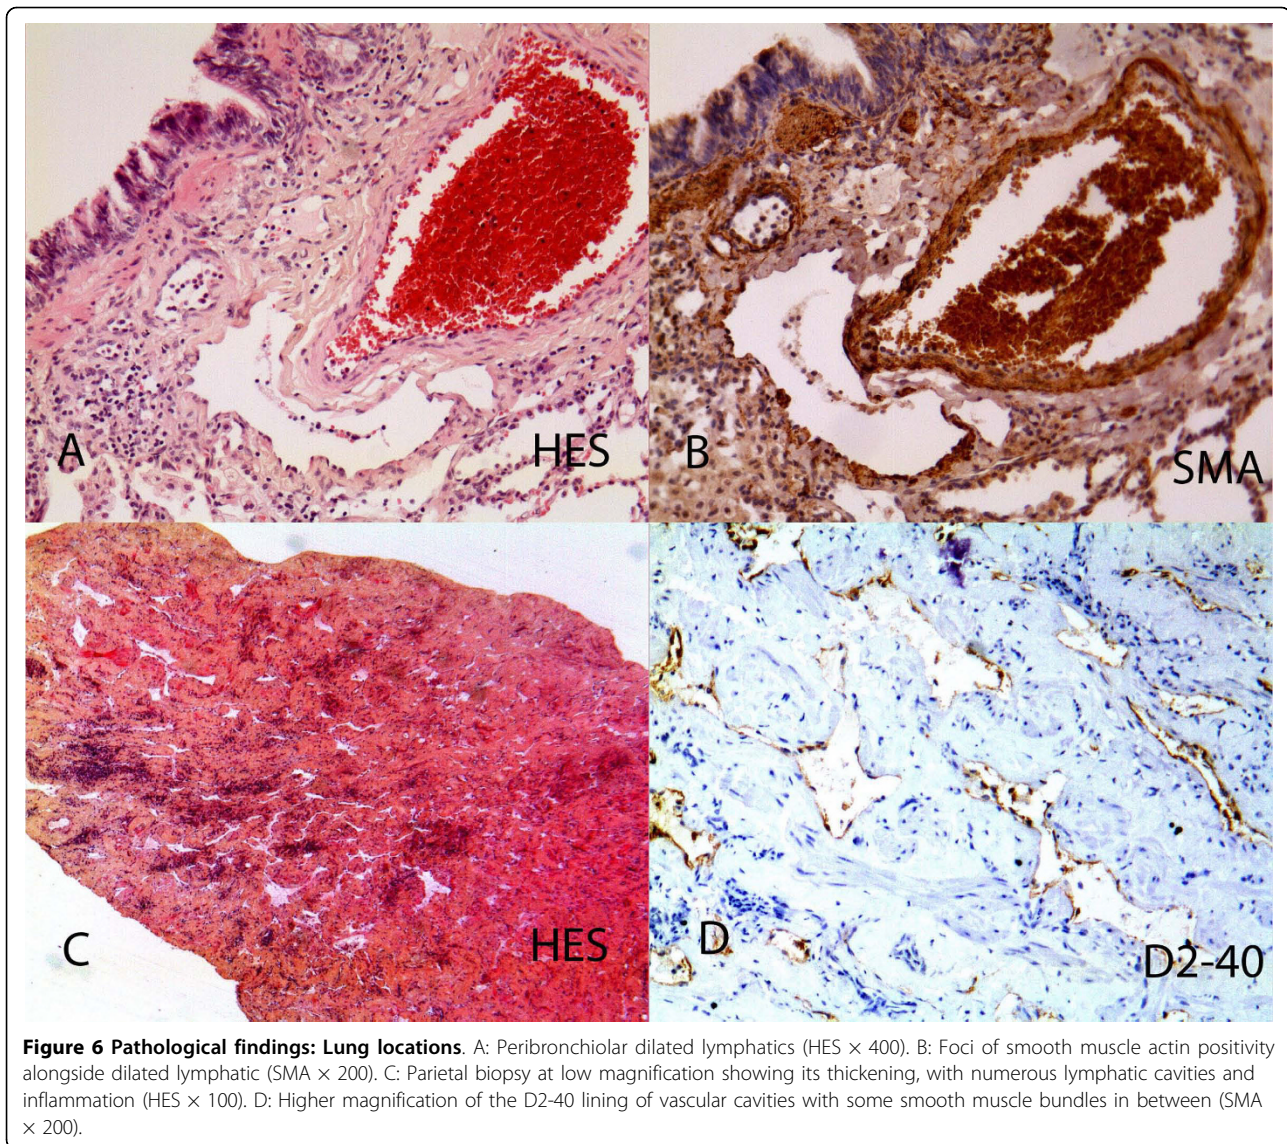 A
HES
B
SMA
C
HES
D
D2-40
Figure 6 Pathological findings: Lung locations. A: Peribronchiolar dilated lymphatics (HES × 400). B: Foci of smooth muscle actin positivity
alongside dilated lymphatic (SMA × 200). C: Parietal biopsy at low magnification showing its thickening, with numerous lymphatic cavities and
inflammation (HES × 100). D: Higher magnification of the D2-40 lining of vascular cavities with some smooth muscle bundles in between (SMA
× 200).